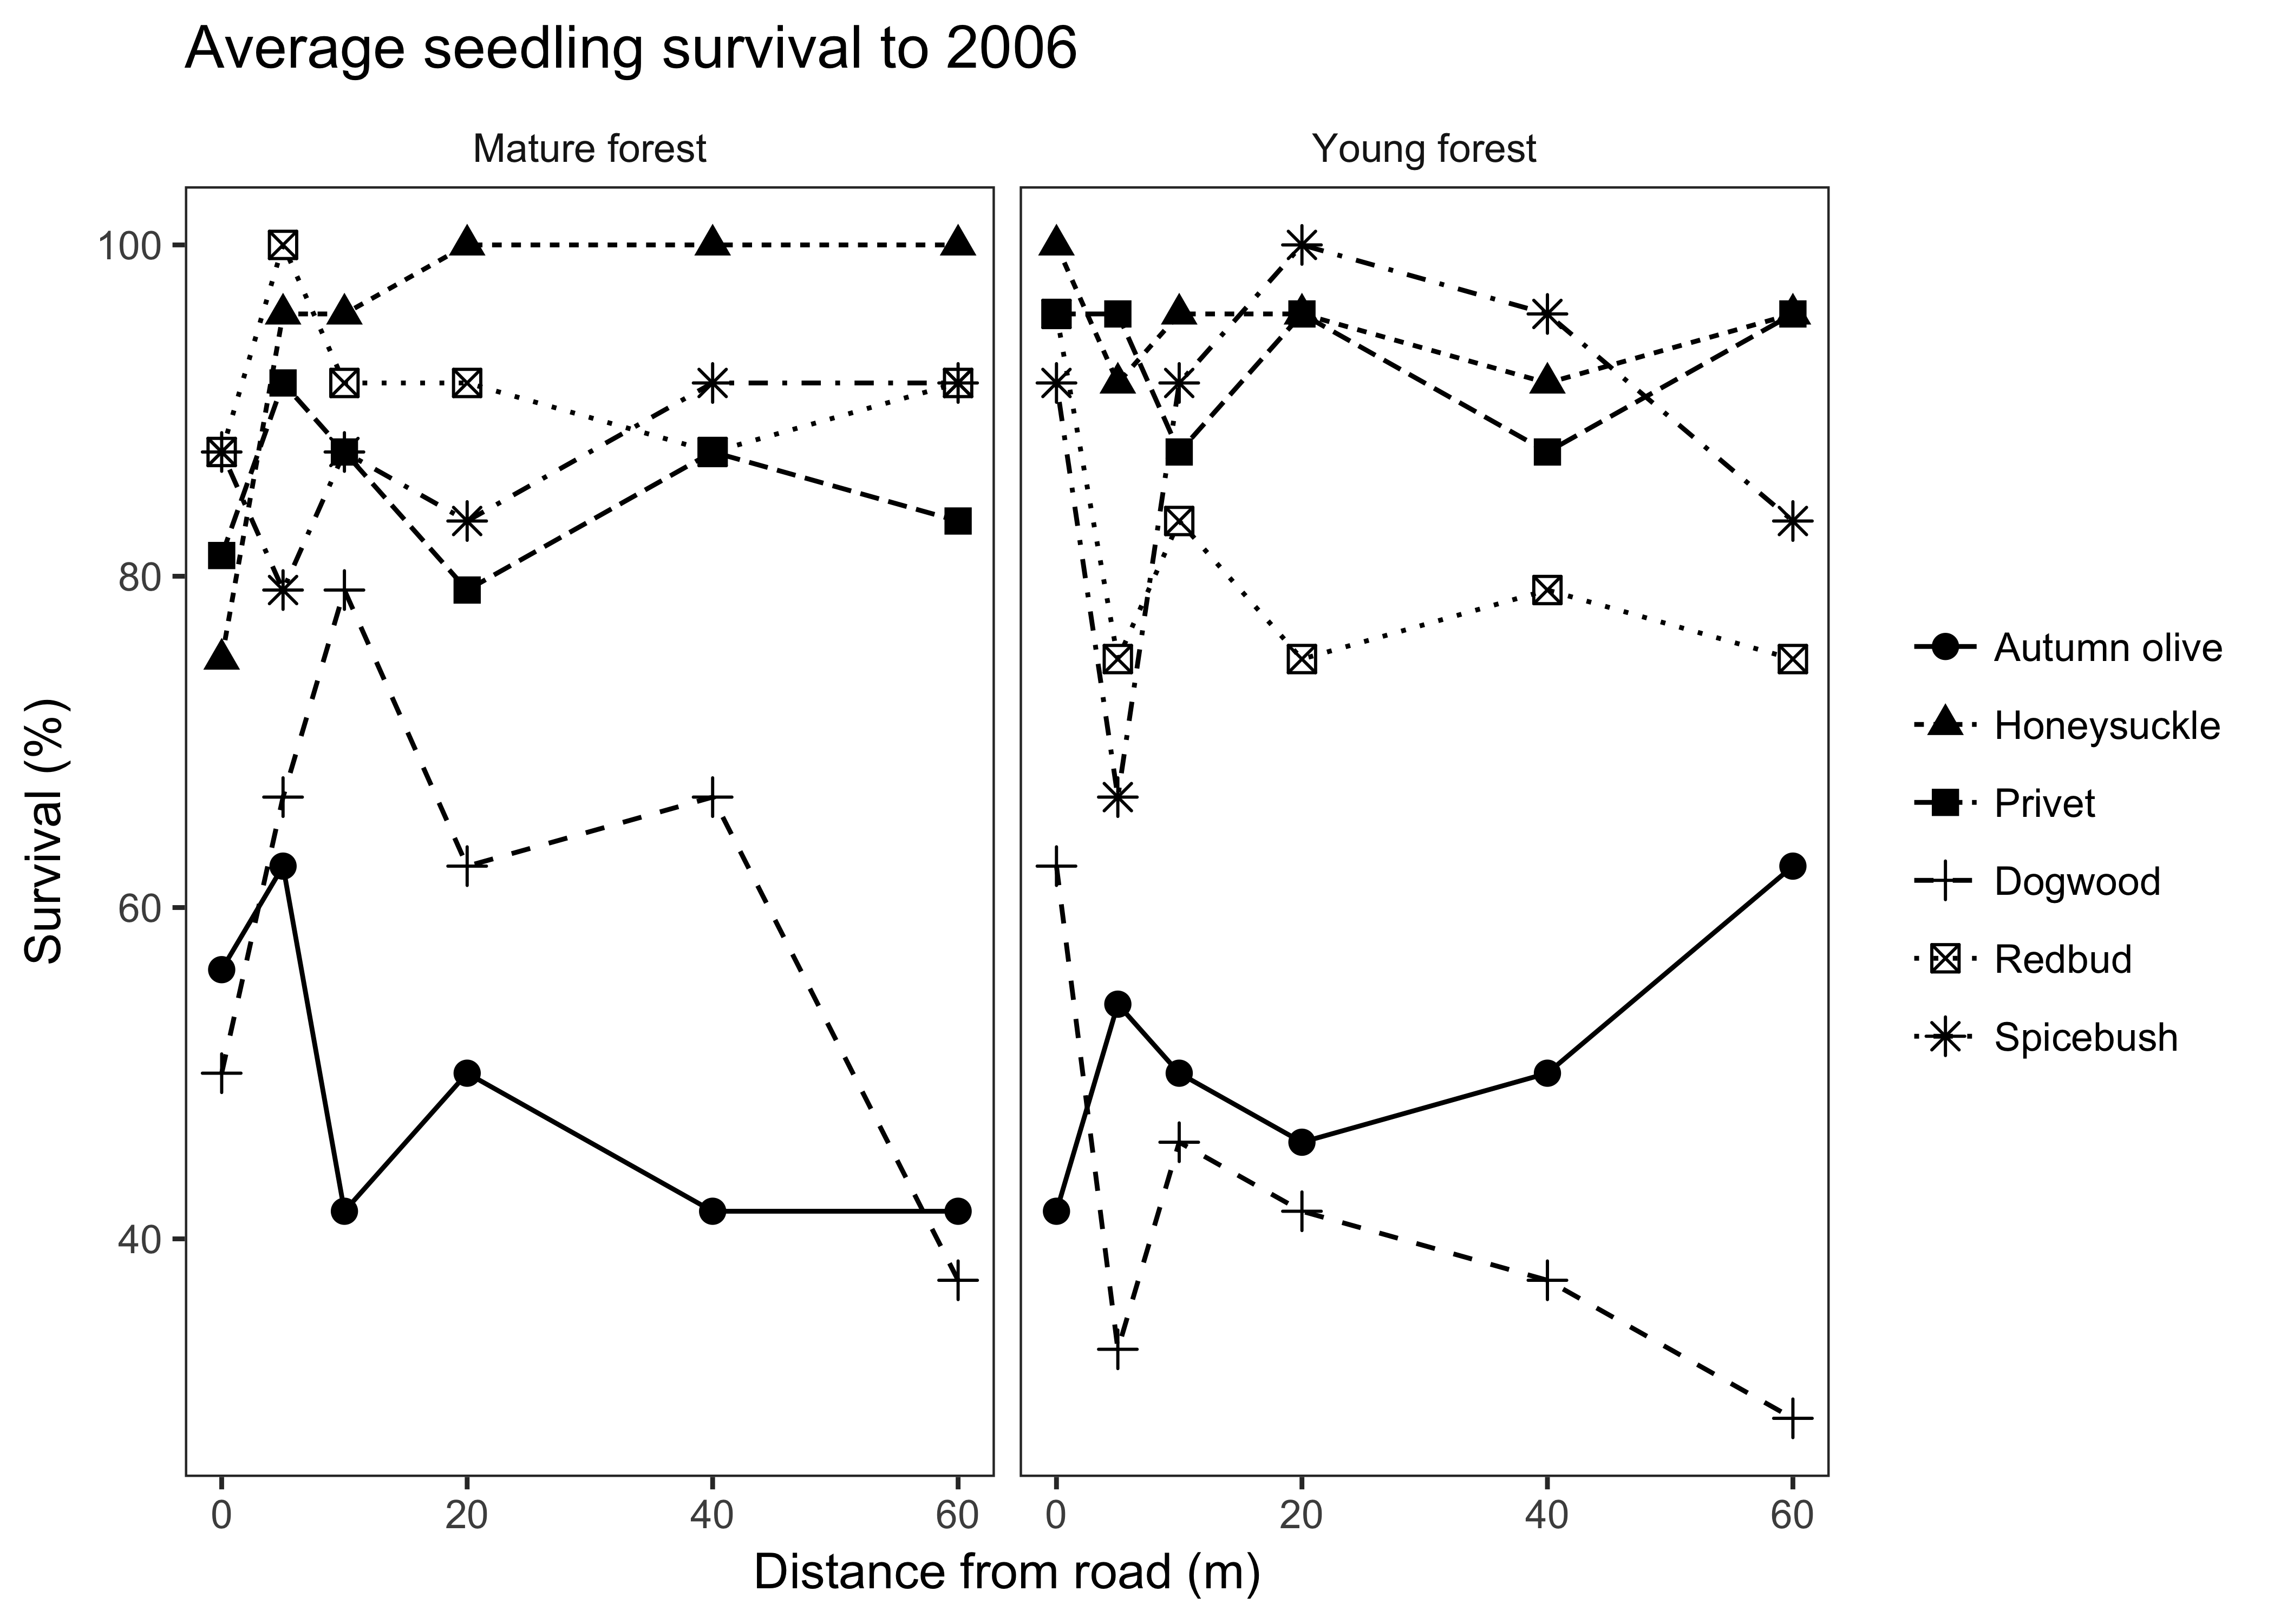 Average seedling survival to 2006
Mature forest
Young forest
Survival (%)
100
80
60
40
0 20 40 60
0 20 40 60
Distance from road (m)
Autumn olive
Honeysuckle
Privet
Dogwood
Redbud
Spicebush